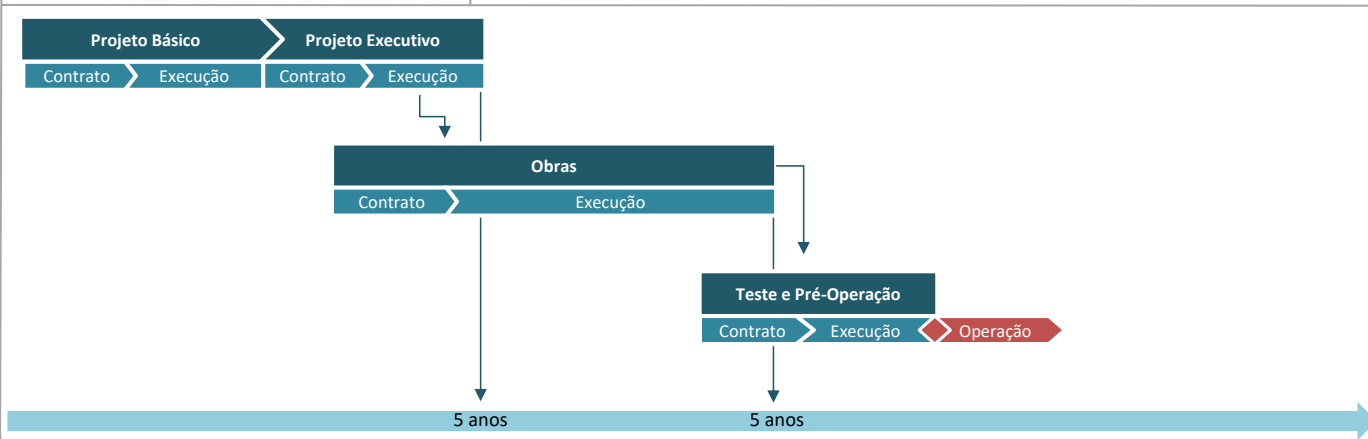 Projeto Básico Projeto Executivo
Contrato Execução Contrato Execução
Obras
Contrato Execução
Teste e Pré-Operação
Contrato Execução Operação
5 anos 5 anos